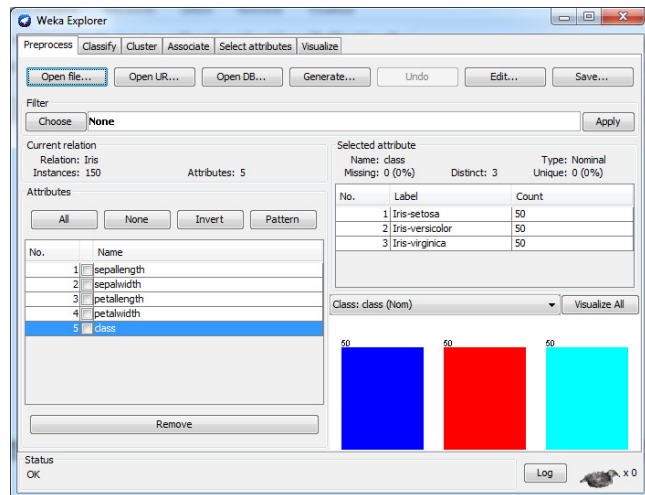 Weka Explorer
Preprocess Classify Cluster Associate Select attributes Visualize
Open file... Open UR... Open DB... Generate... Undo Edit... Save...
Filter
Choose None Apply
Current relation
Relation: Iris
Instances: 150 Attributes: 5
Attributes
All None Invert Pattern
No. Name
1 sepallength
2 sepalwidth
3 petallength
4 petalwidth
5 class
Remove
Selected attribute
Name: class Type: Nominal
Missing: 0 (0%) Distinct: 3 Unique: 0 (0%)
No. Label Count
1 Iris-setosa 50
2 Iris-versicolor 50
3 Iris-virginica 50
Class: class (Nom) Visualize All
50 50 50
Status
OK
Log x 0